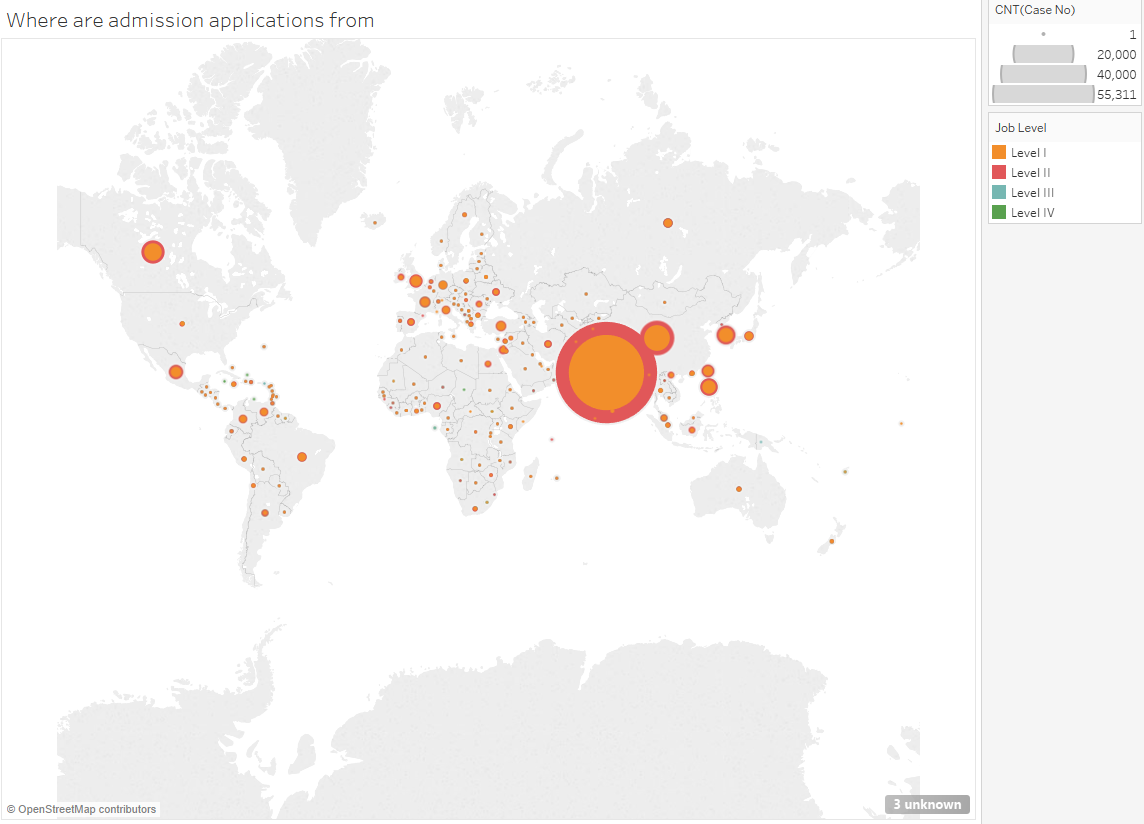 Where are admission applications from
CNT(Case No)
1
20,000
40,000
55,311
Job Level
Level I
Level II
Level III
Level IV
© OpenStreetMap contributors
3 unknown